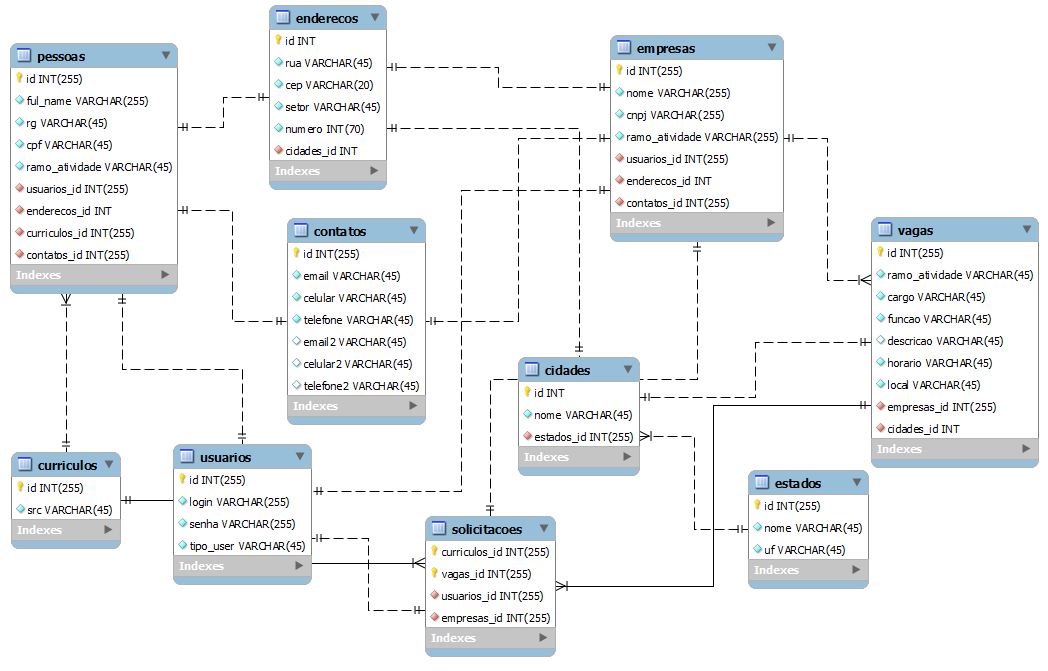 pessoas
id INT(255)
ful_name VARCHAR(255)
rg VARCHAR(45)
cpf VARCHAR(45)
ramo_atividade VARCHAR(45)
usuarios_id INT(255)
enderecos_id INT
curriculos_id INT(255)
contatos_id INT(255)
Indexes
enderecos
id INT
rua VARCHAR(45)
cep VARCHAR(20)
setor VARCHAR(45)
numero INT(70)
cidades_id INT
Indexes
empresas
id INT(255)
nome VARCHAR(255)
cnpj VARCHAR(255)
ramo_atividade VARCHAR(255)
usuarios_id INT(255)
enderecos_id INT
contatos_id INT(255)
Indexes
contatos
id INT(255)
email VARCHAR(45)
celular VARCHAR(45)
telefone VARCHAR(45)
email2 VARCHAR(45)
celular2 VARCHAR(45)
telefone2 VARCHAR(45)
Indexes
vagas
id INT(255)
ramo_atividade VARCHAR(45)
cargo VARCHAR(45)
funcao VARCHAR(45)
descricao VARCHAR(45)
horario VARCHAR(45)
local VARCHAR(45)
empresas_id INT(255)
cidades_id INT
Indexes
cidades
id INT
nome VARCHAR(45)
estados_id INT(255)
Indexes
curriculos
id INT(255)
src VARCHAR(45)
Indexes
usuarios
id INT(255)
login VARCHAR(255)
senha VARCHAR(255)
tipo_user VARCHAR(45)
Indexes
solicitacoes
curriculos_id INT(255)
vagas_id INT(255)
usuarios_id INT(255)
empresas_id INT(255)
Indexes
estados
id INT(255)
nome VARCHAR(45)
uf VARCHAR(45)
Indexes